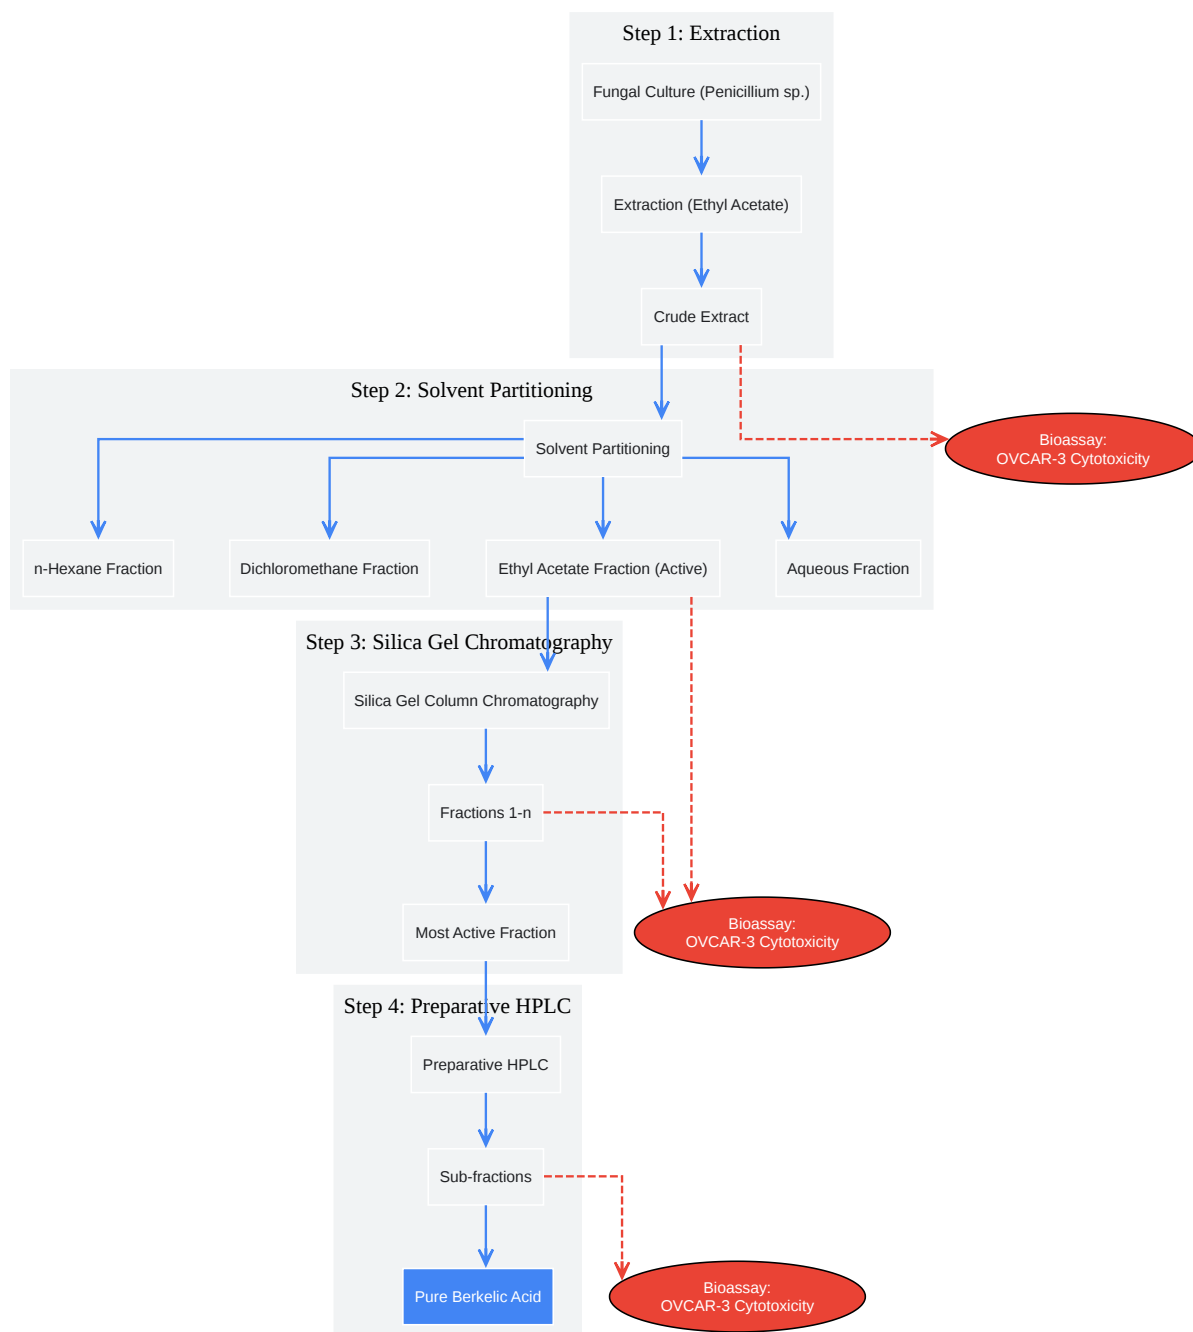 Step 1: Extraction
Fungal Culture (Penicillium sp.)
Extraction (Ethyl Acetate)
Crude Extract
Step 2: Solvent Partitioning
Solvent Partitioning
Bioassay:
OVCAR-3 Cytotoxicity
n-Hexane Fraction
Dichloromethane Fraction
Ethyl Acetate Fraction (Active)
Aqueous Fraction
Step 3: Silica Gel Chromatography
Silica Gel Column Chromatography
Fractions 1-n
Most Active Fraction
Bioassay:
OVCAR-3 Cytotoxicity
Step 4: Preparative HPLC
Preparative HPLC
Sub-fractions
Pure Berkelic Acid
Bioassay:
OVCAR-3 Cytotoxicity